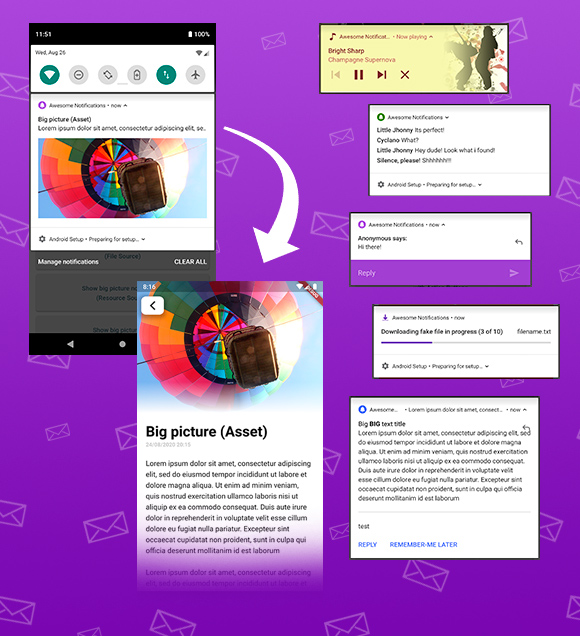 11:51
100%
Wed, Aug 26
Awesome Notifications • now
Big picture (Asset)
Lorem ipsum dolor sit amet, consectetur adipiscing elit, se..
Android Setup • Preparing for setup...
Manage notifications
CLEAR ALL
(File Source)
Show big picture no
(Resource Sou
Show big picture
8:16
Big picture (Asset)
24/08/2020 20:15
Lorem ipsum dolor sit amet, consectetur
adipiscing elit, sed do eiusmod tempor
incididunt ut labore et dolore
magna aliqua. Ut enim ad minim veniam,
quis nostrud exercitation laboris nisi ut
aliquip ex ea commodo consequat. Duis aute
irure dolor in reprehenderit in voluptate velit esse cillum
dolore eu fugiat nulla pariatur. Excepteur sint
occaecat cupidatat non proident, sunt in culpa qui
officia deserunt mollitanim id est laborum
Lorem ipsum dolor sit amet, consectetur
Awesome Notificat... • Now playing
Bright Sharp
Champagne Supernova
Awesome Notifications
Little Jhonny Its perfect!
Cyclano What?
Little Jhonny Hey dude! Look what i found!
Silence, please! Shhhhhh!!!
Android Setup • Preparing for setup...
Awesome Notifications • now
Anonymous says:
Hi there!
Reply
Awesome Notifications • now
Downloading fake file in progress (3 of 10)
filename.txt
Android Setup • Preparing for setup...
Awesome... • Lorem ipsum dolor sit amet, consect... • now
Big BIG text title
Lorem ipsum dolor sit amet, consectetur adipiscing elit, sed
do eiusmod tempor incididunt ut labore et dolore magna
aliqua. Ut enim ad minim veniam, quis nostrud exercitation
ullamco laboris nisi ut aliquip ex ea commodo consequat.
Duis aute irure dolor in reprehenderit in voluptate velit esse
cillum dolore eu fugiat nulla pariatur. Excepteur sint
occaecat cupidatat non proident, sunt in culpa qui officia
deserunt mollit anim id est laborum
test
REPLY
REMEMBER-ME LATER